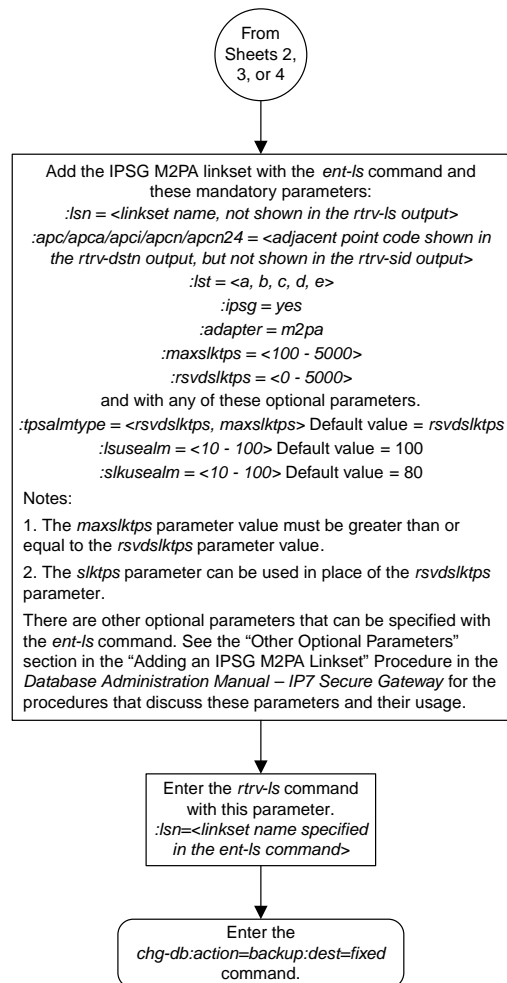 From
Sheets 2,
3, or 4
Add the IPSG M2PA linkset with the ent-ls command and
these mandatory parameters:
:lsn = <linkset name, not shown in the rtrv-ls output>
:apc/apca/apci/apcn/apcn24 = <adjacent point code shown in
the rtrv-dstn output, but not shown in the rtrv-sid output>
:lst = <a, b, c, d, e>
:ipsg = yes
:adapter = m2pa
:maxslktps = <100 - 5000>
:rsvdslktps = <0 - 5000>
and with any of these optional parameters.
:tpsalmtype = <rsvdslktps, maxslktps> Default value = rsvdslktps
:lsusealm = <10 - 100> Default value = 100
:slkusealm = <10 - 100> Default value = 80
Notes:
1. The maxslktps parameter value must be greater than or
equal to the rsvdslktps parameter value.
2. The slktps parameter can be used in place of the rsvdslktps
parameter.
There are other optional parameters that can be specified with
the ent-ls command. See the “Other Optional Parameters”
section in the “Adding an IPSG M2PA Linkset” Procedure in the
Database Administration Manual – IP7 Secure Gateway for the
procedures that discuss these parameters and their usage.
Enter the rtrv-ls command
with this parameter.
:lsn=<linkset name specified
in the ent-ls command>
Enter the
chg-db:action=backup:dest=fixed
command.